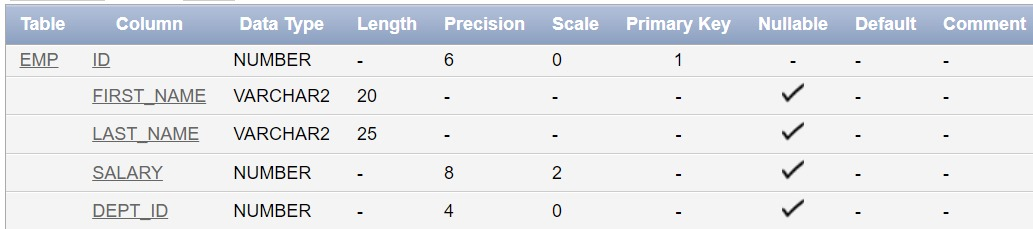 Table Column Data Type Length Precision Scale Primary Key Nullable Default Comment
EMP ID NUMBER - 6 0 1 - - -
FIRST_NAME VARCHAR2 20 - - - ✓ - -
LAST_NAME VARCHAR2 25 - - - ✓ - -
SALARY NUMBER - 8 2 - ✓ - -
DEPT_ID NUMBER - 4 0 - ✓ - -